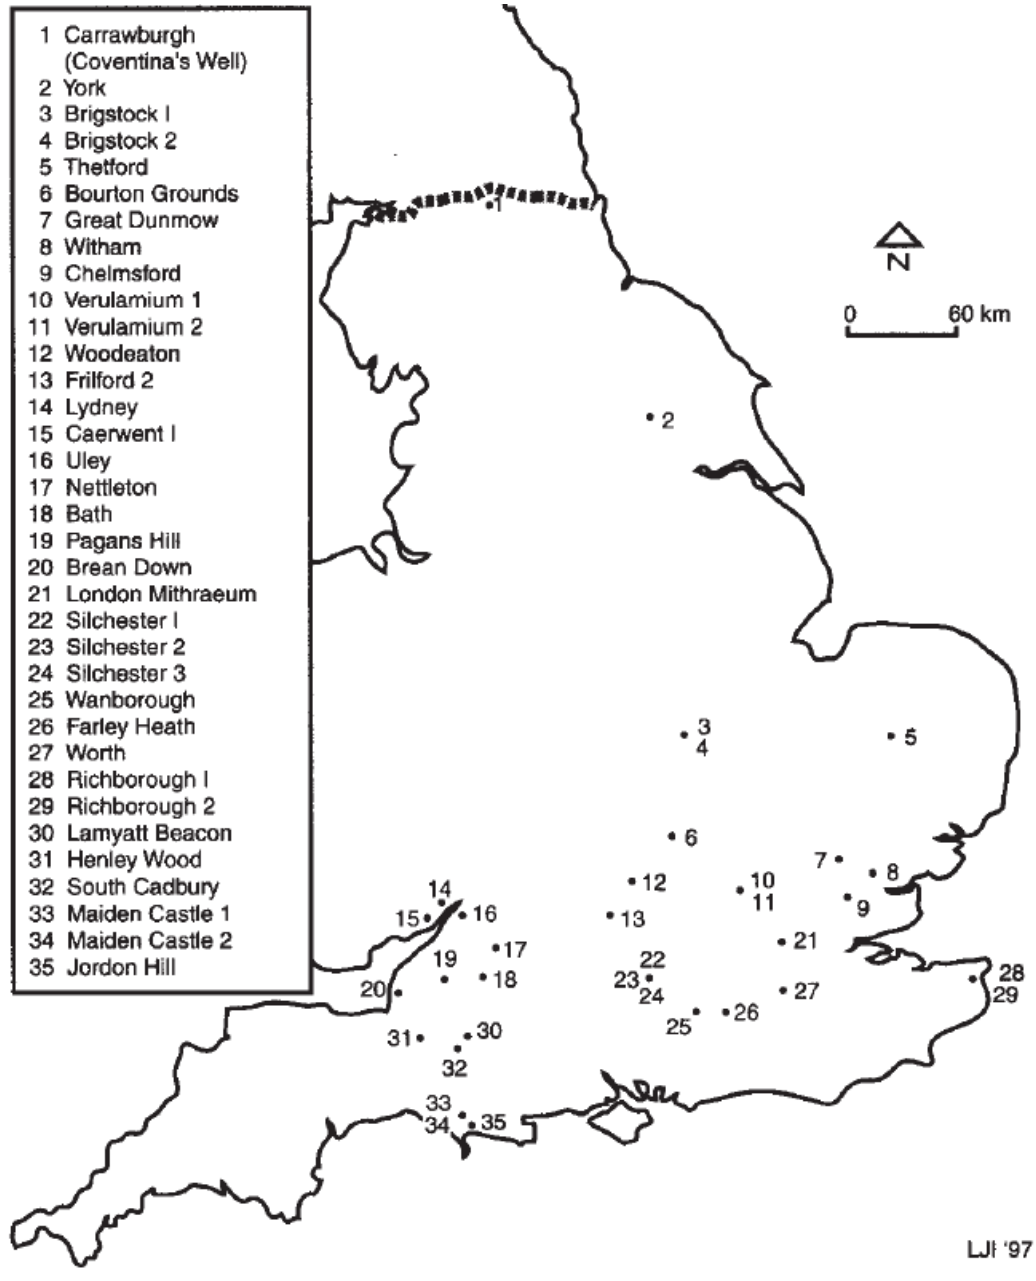 1 Carrawburgh
(Coventina's Well)
2 York
3 Brigstock I
4 Brigstock 2
5 Thetford
6 Bourton Grounds
7 Great Dunmow
8 Witham
9 Chelmsford
10 Verulamium 1
11 Verulamium 2
12 Woodeaton
13 Frilford 2
14 Lydney
15 Caerwent I
16 Uley
17 Nettleton
18 Bath
19 Pagans Hill
20 Brean Down
21 London Mithraeum
22 Silchester I
23 Silchester 2
24 Silchester 3
25 Wanborough
26 Farley Heath
27 Worth
28 Richborough I
29 Richborough 2
30 Lamyatt Beacon
31 Henley Wood
32 South Cadbury
33 Maiden Castle 1
34 Maiden Castle 2
35 Jordon Hill
1
N
0 60 km
2
3
4
5
6
7
8
9
10
11
12
13
14
15
16
17
18
19
20
21
22
23
24
25
26
27
28
29
30
31
32
33
34
35
LJI '97